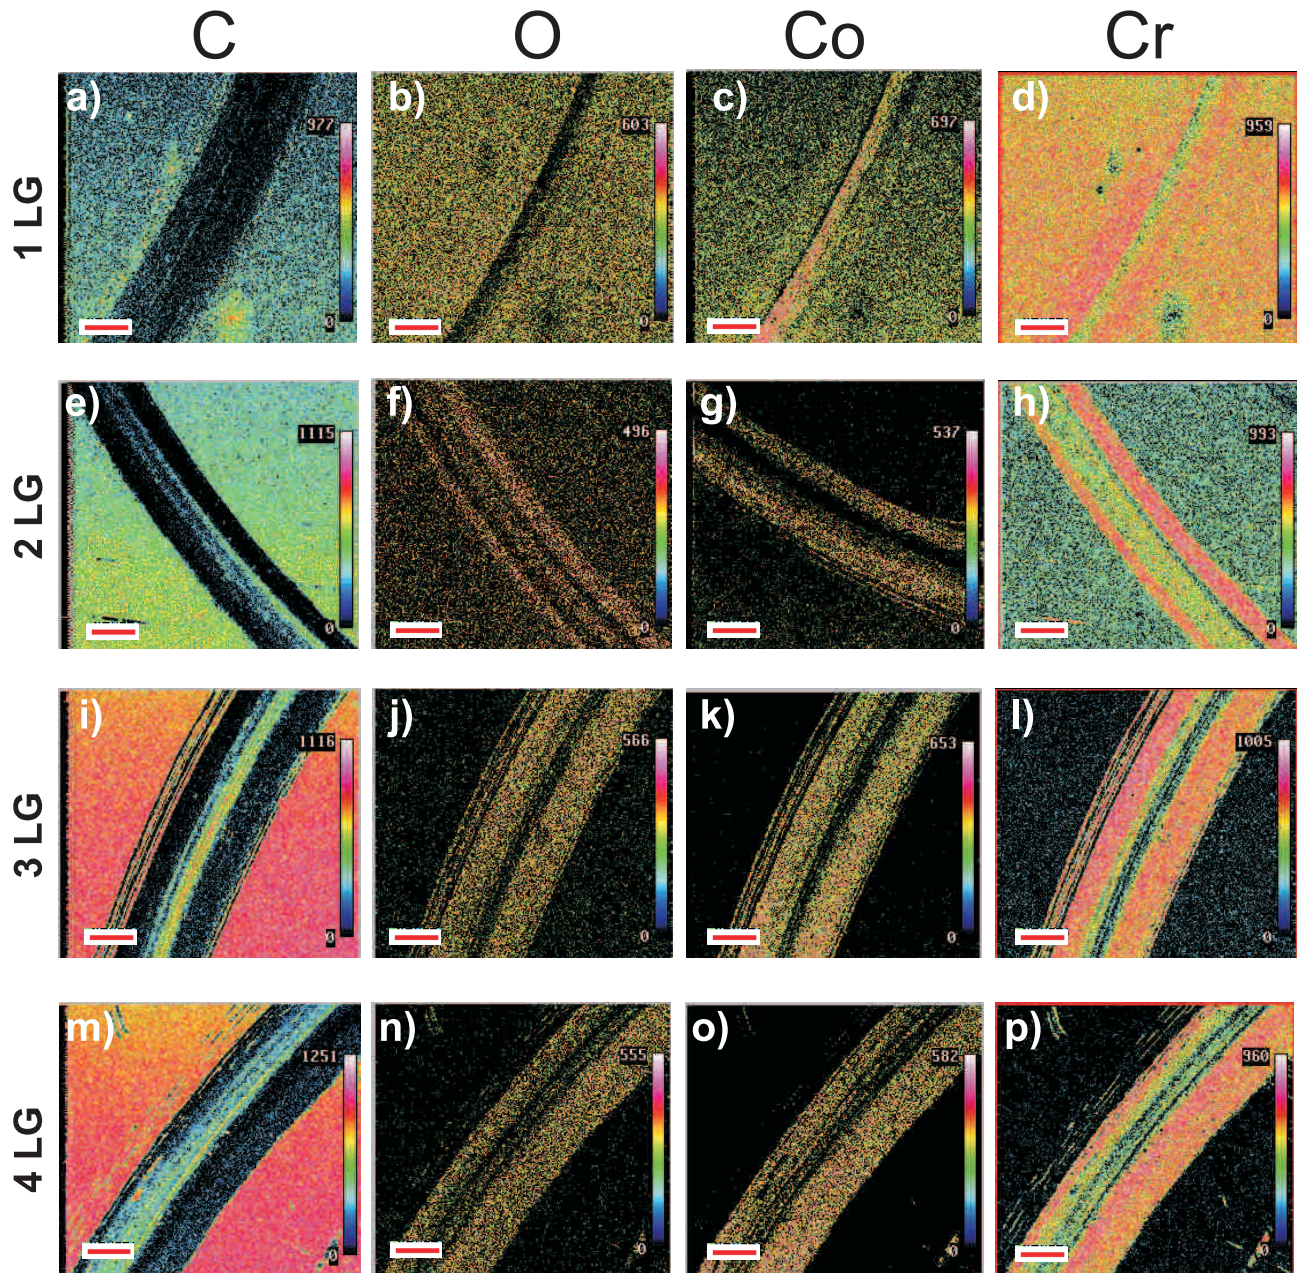 C O Co Cr
1 LG
a) 977 0
b) 603 0
c) 697 0
d) 959 0
2 LG
e) 1115 0
f) 496 0
g) 537 0
h) 993 0
3 LG
i) 1116 0
j) 566 0
k) 653 0
l) 1005 0
4 LG
m) 1251 0
n) 555 0
o) 582 0
p) 960 0